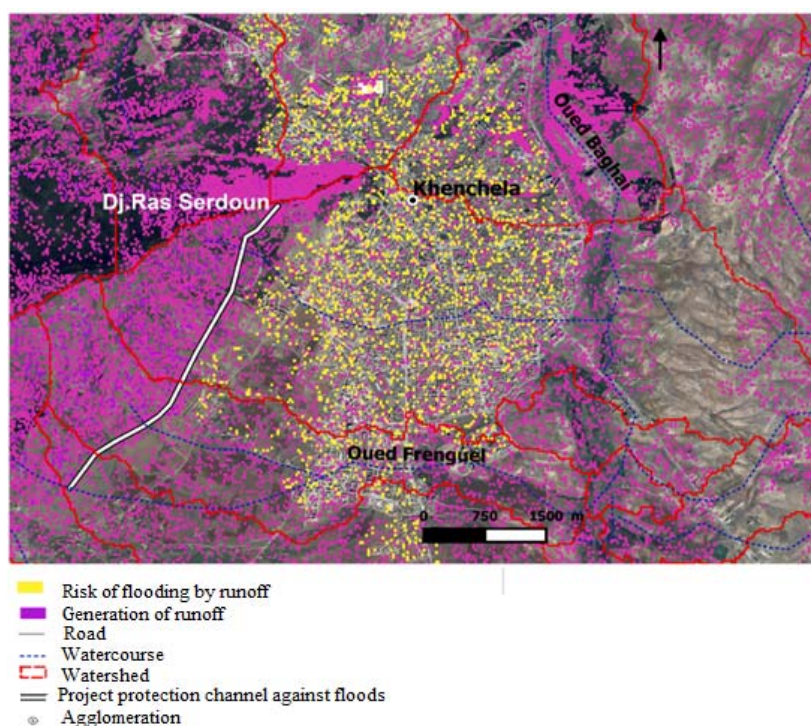 Oued Baghai
Khenchela
Dj.Ras Serdoun
Oued Frenguel
0 750 1500 m
Risk of flooding by runoff
Generation of runoff
Road
Watercourse
Watershed
Project protection channel against floods
Agglomeration